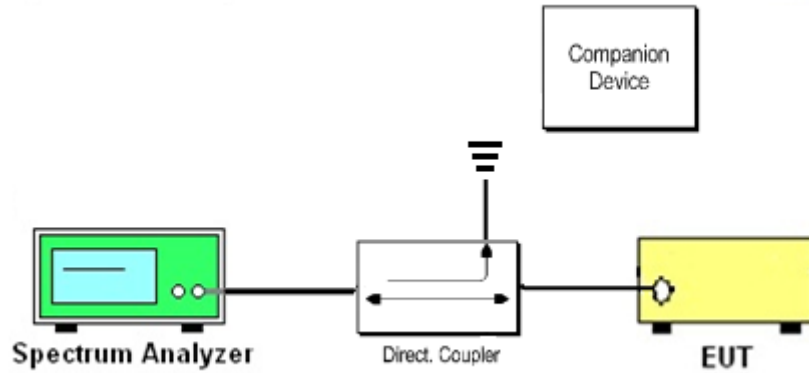 Companion
Device
Spectrum Analyzer
Direct. Coupler
EUT